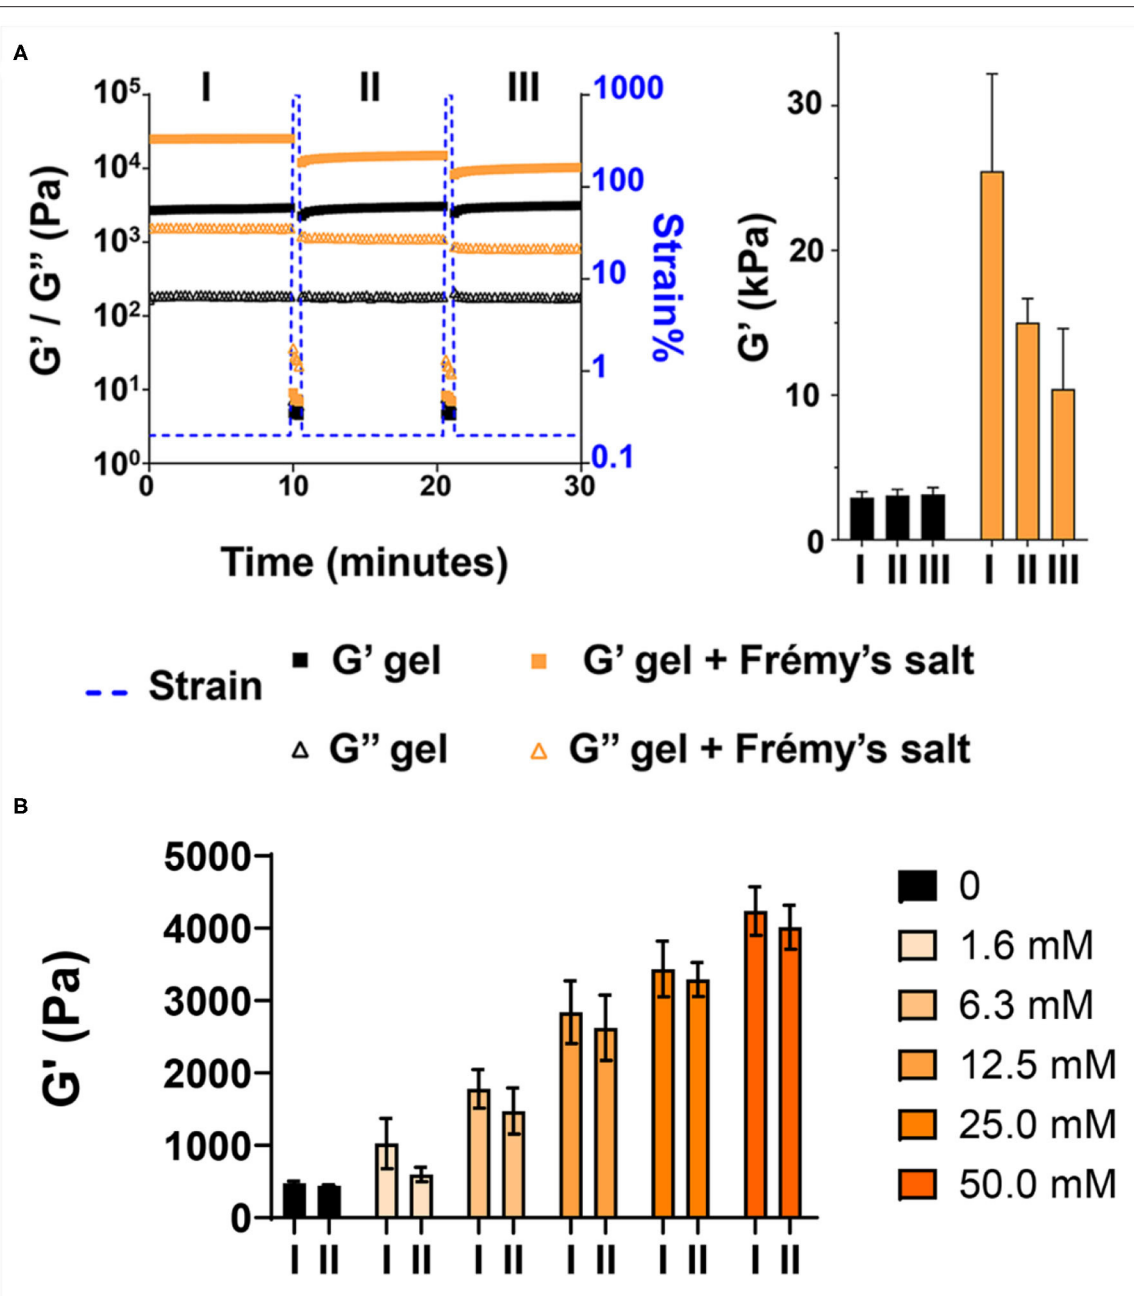 A
I II III
10⁵
10⁴
10³
10²
10¹
10⁰
G’ / G’’ (Pa)
1000
100
10
1
0.1
Strain%
0 10 20 30
Time (minutes)
30
20
10
0
G’ (kPa)
I II III I II III
Strain
G’ gel
G’ gel + Frémy’s salt
G’’ gel
G’’ gel + Frémy’s salt
B
5000
4000
3000
2000
1000
0
G' (Pa)
I II I II I II I II I II I II
0
1.6 mM
6.3 mM
12.5 mM
25.0 mM
50.0 mM